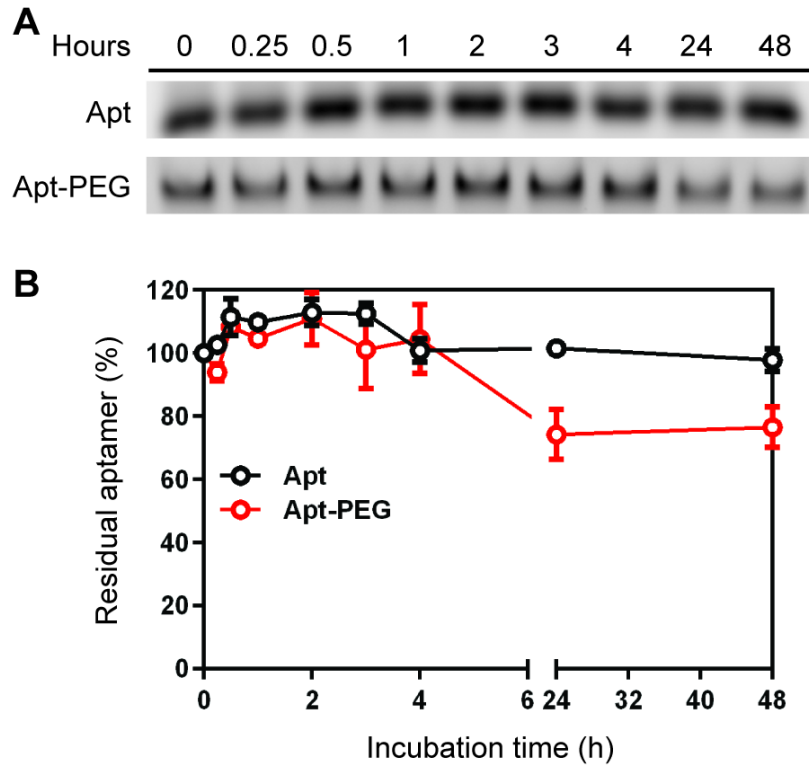 A
Hours 0 0.25 0.5 1 2 3 4 24 48
Apt
Apt-PEG
B
120
100
80
60
40
20
0
Residual aptamer (%)
Apt
Apt-PEG
0 2 4 6 24 32 40 48
Incubation time (h)